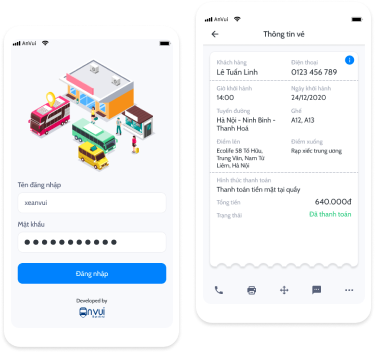 AnVui
Tên đăng nhập
xeanvui
Mật khẩu
Đăng nhập
Developed by
anvui
AnVui
Thông tin vé
Khách hàng
Điện thoại
Lê Tuấn Linh
0123 456 789
Giờ khởi hành
Ngày khởi hành
14:00
24/12/2020
Tuyến đường
Ghế
Hà Nội - Ninh Bình -
Thanh Hoá
A12, A13
Điểm lên
Điểm xuống
Ecolife 58 Tố Hữu,
Trung Văn, Nam Từ
Liêm, Hà Nội
Rạp xiếc trung ương
Hình thức thanh toán
Thanh toán tiền mặt tại quầy
Tổng tiền
640.000đ
Trạng thái
Đã thanh toán